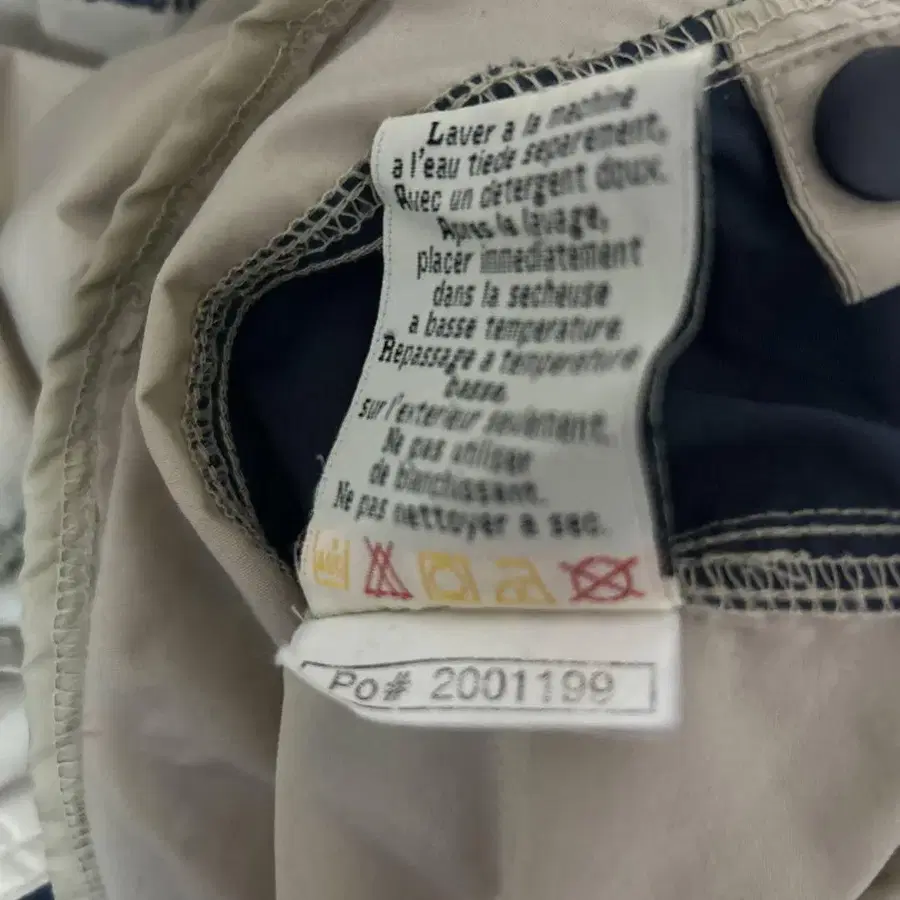 Laver a la machine
a l'eau tiede separement,
Avec un detergent doux.
Apres le lavage,
placer immediatement
dans la secheuse
a basse temperature
Repassage a temperature
basse.
sur l'exterieur seulement.
Ne pas utiliser
de blanchissant.
Ne pas nettoyer a sec.
Po# 2001199